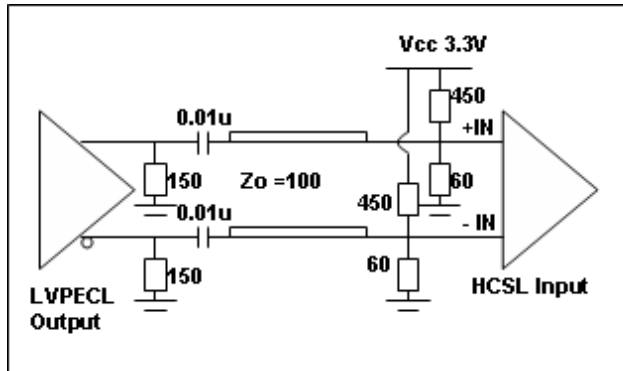 Vcc 3.3V
450
0.01u
+IN
150
Zo =100
60
0.01u
450
- IN
150
60
LVPECL
Output
HCSL Input